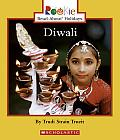 Rookie
Read-About® Holidays
Diwali
By Trudi Strain Trueit
SCHOLASTIC